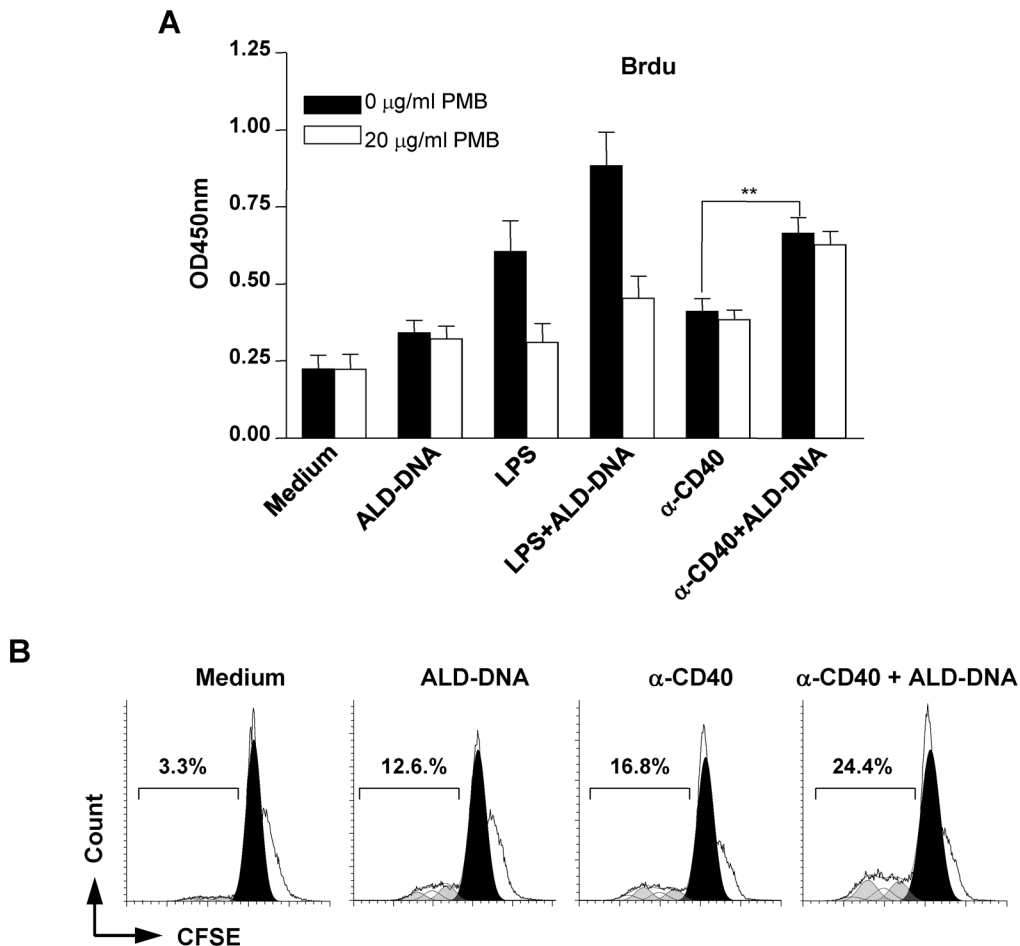 A
Brdu
0 μg/ml PMB
20 μg/ml PMB
OD450nm
1.25
1.00
0.75
0.50
0.25
0.00
**
Medium
ALD-DNA
LPS
LPS+ALD-DNA
α-CD40
α-CD40+ALD-DNA
B
Medium
ALD-DNA
α-CD40
α-CD40 + ALD-DNA
3.3%
12.6.%
16.8%
24.4%
Count
CFSE